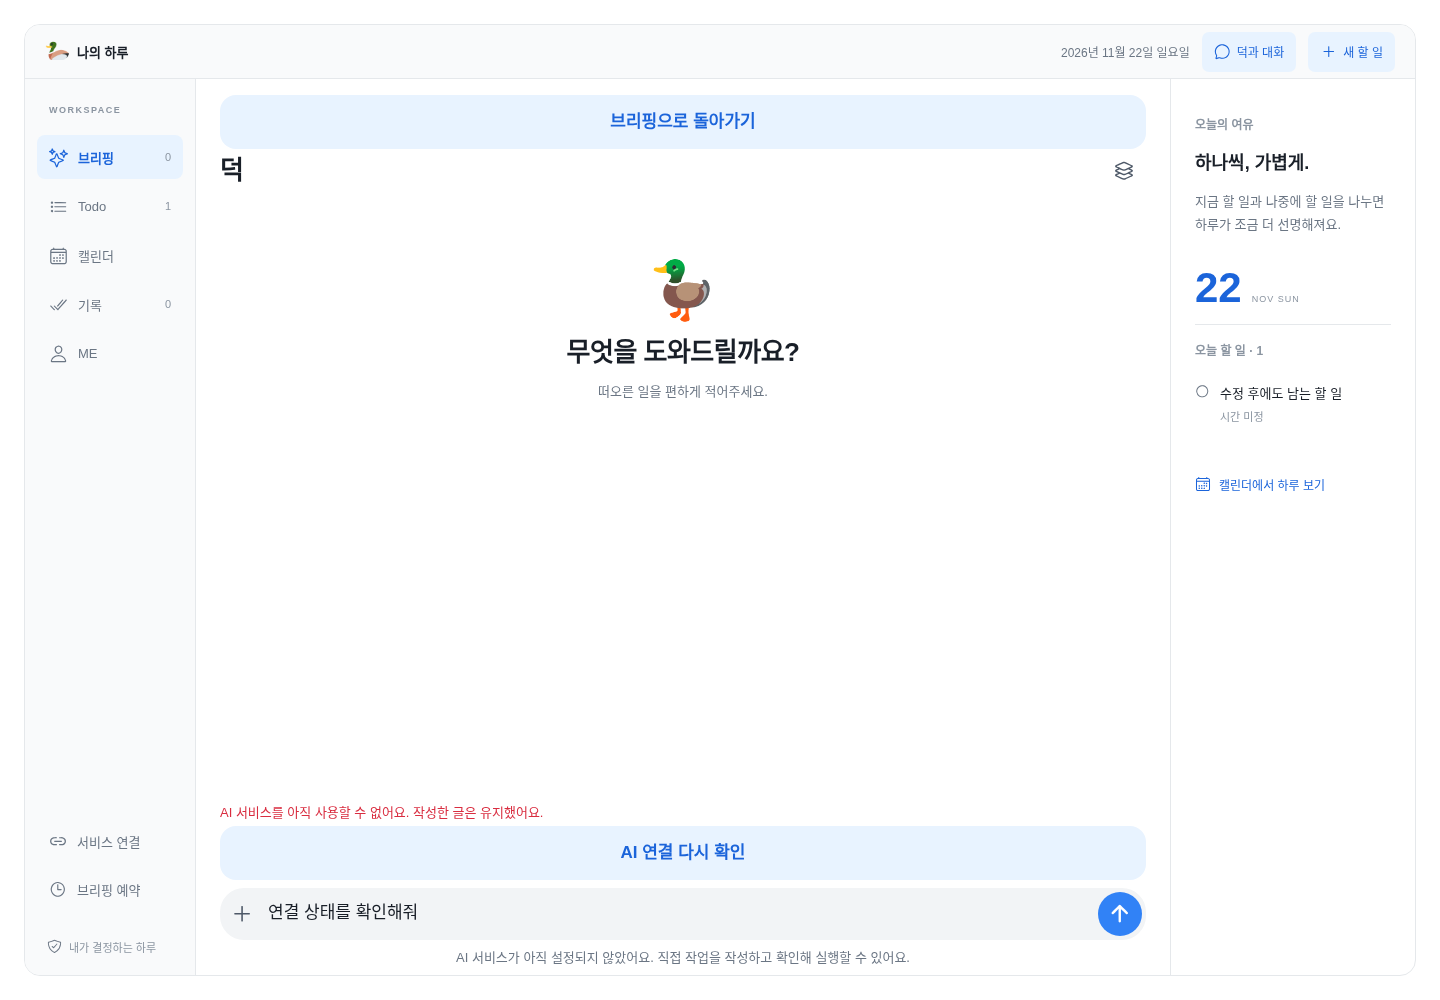 나의 하루
2026년 11월 22일 일요일
덕과 대화
새 할 일
WORKSPACE
브리핑 0
Todo 1
캘린더
기록 0
ME
서비스 연결
브리핑 예약
내가 결정하는 하루
브리핑으로 돌아가기
덕
무엇을 도와드릴까요?
떠오른 일을 편하게 적어주세요.
AI 서비스를 아직 사용할 수 없어요. 작성한 글은 유지했어요.
AI 연결 다시 확인
연결 상태를 확인해줘
AI 서비스가 아직 설정되지 않았어요. 직접 작업을 작성하고 확인해 실행할 수 있어요.
오늘의 여유
하나씩, 가볍게.
지금 할 일과 나중에 할 일을 나누면
하루가 조금 더 선명해져요.
22 NOV SUN
오늘 할 일 · 1
수정 후에도 남는 할 일
시간 미정
캘린더에서 하루 보기